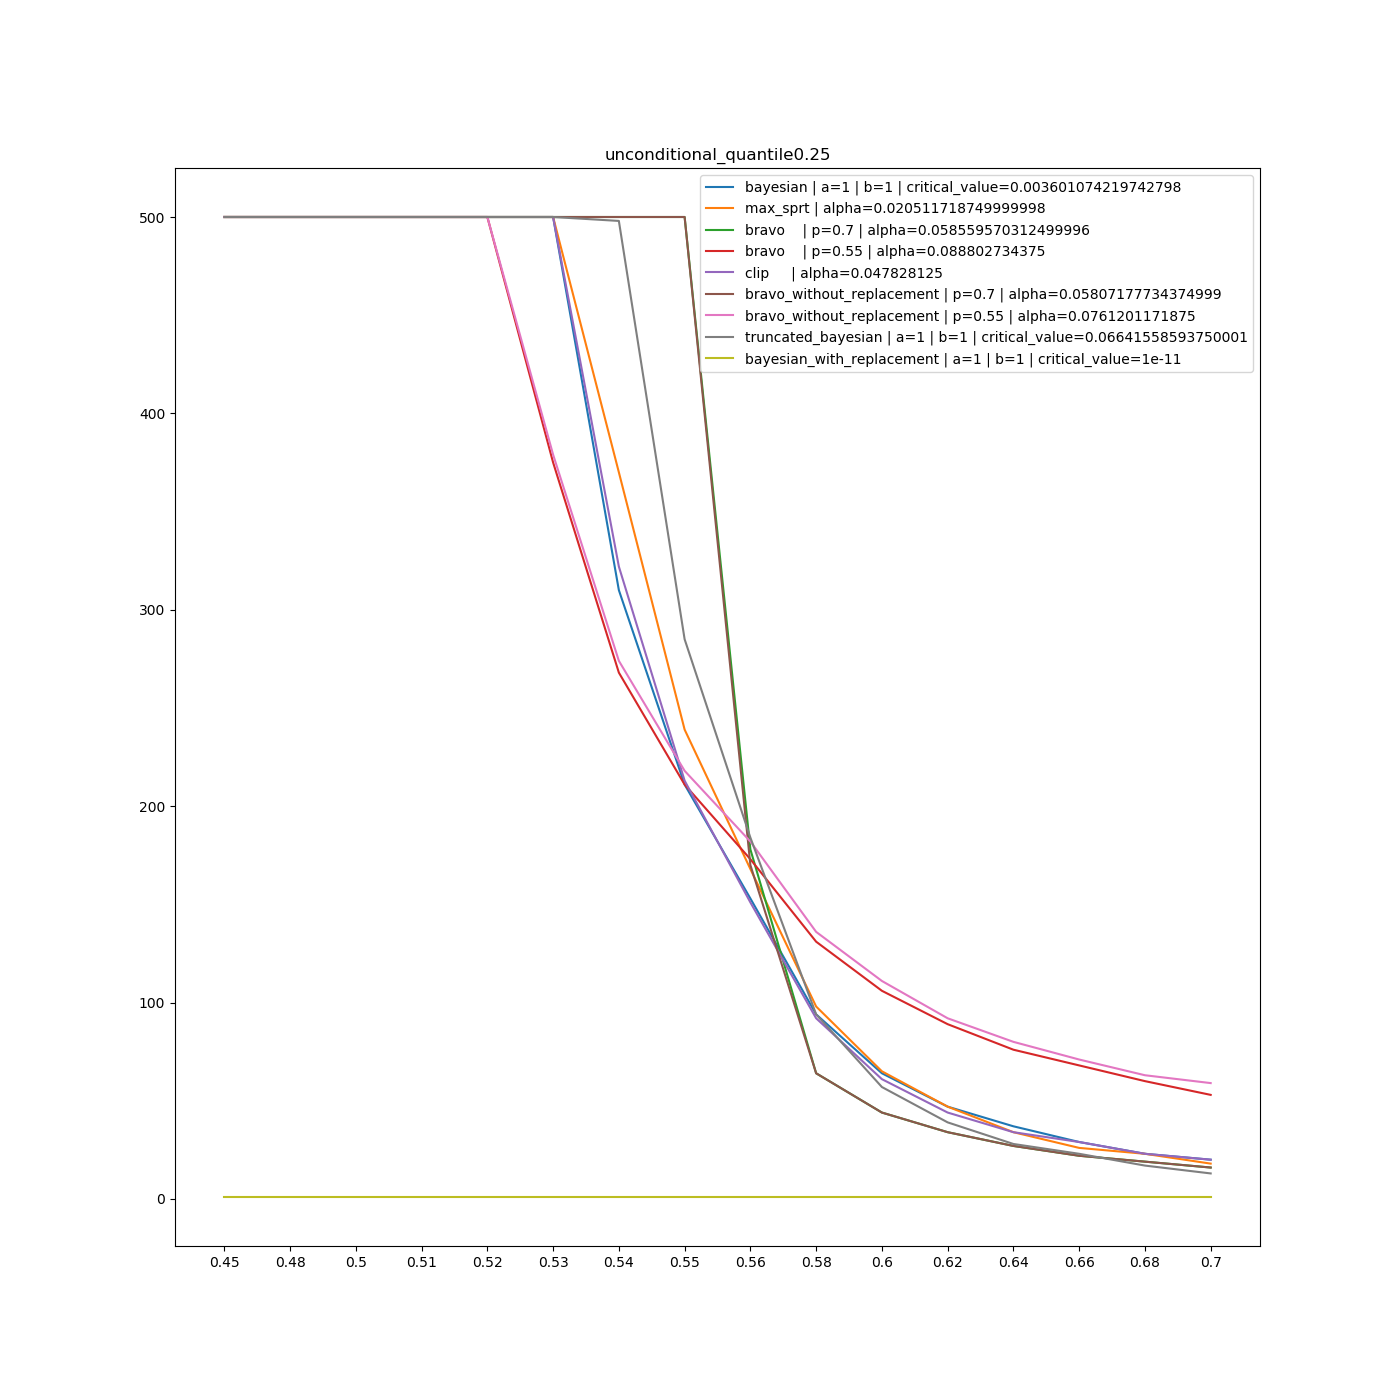 unconditional_quantile0.25
bayesian | a=1 | b=1 | critical_value=0.003601074219742798
max_sprt | alpha=0.020511718749999998
bravo    | p=0.7 | alpha=0.058559570312499996
bravo    | p=0.55 | alpha=0.088802734375
clip     | alpha=0.047828125
bravo_without_replacement | p=0.7 | alpha=0.05807177734374999
bravo_without_replacement | p=0.55 | alpha=0.0761201171875
truncated_bayesian | a=1 | b=1 | critical_value=0.06641558593750001
bayesian_with_replacement | a=1 | b=1 | critical_value=1e-11
500
400
300
200
100
0
0.45 0.48 0.5 0.51 0.52 0.53 0.54 0.55 0.56 0.58 0.6 0.62 0.64 0.66 0.68 0.7